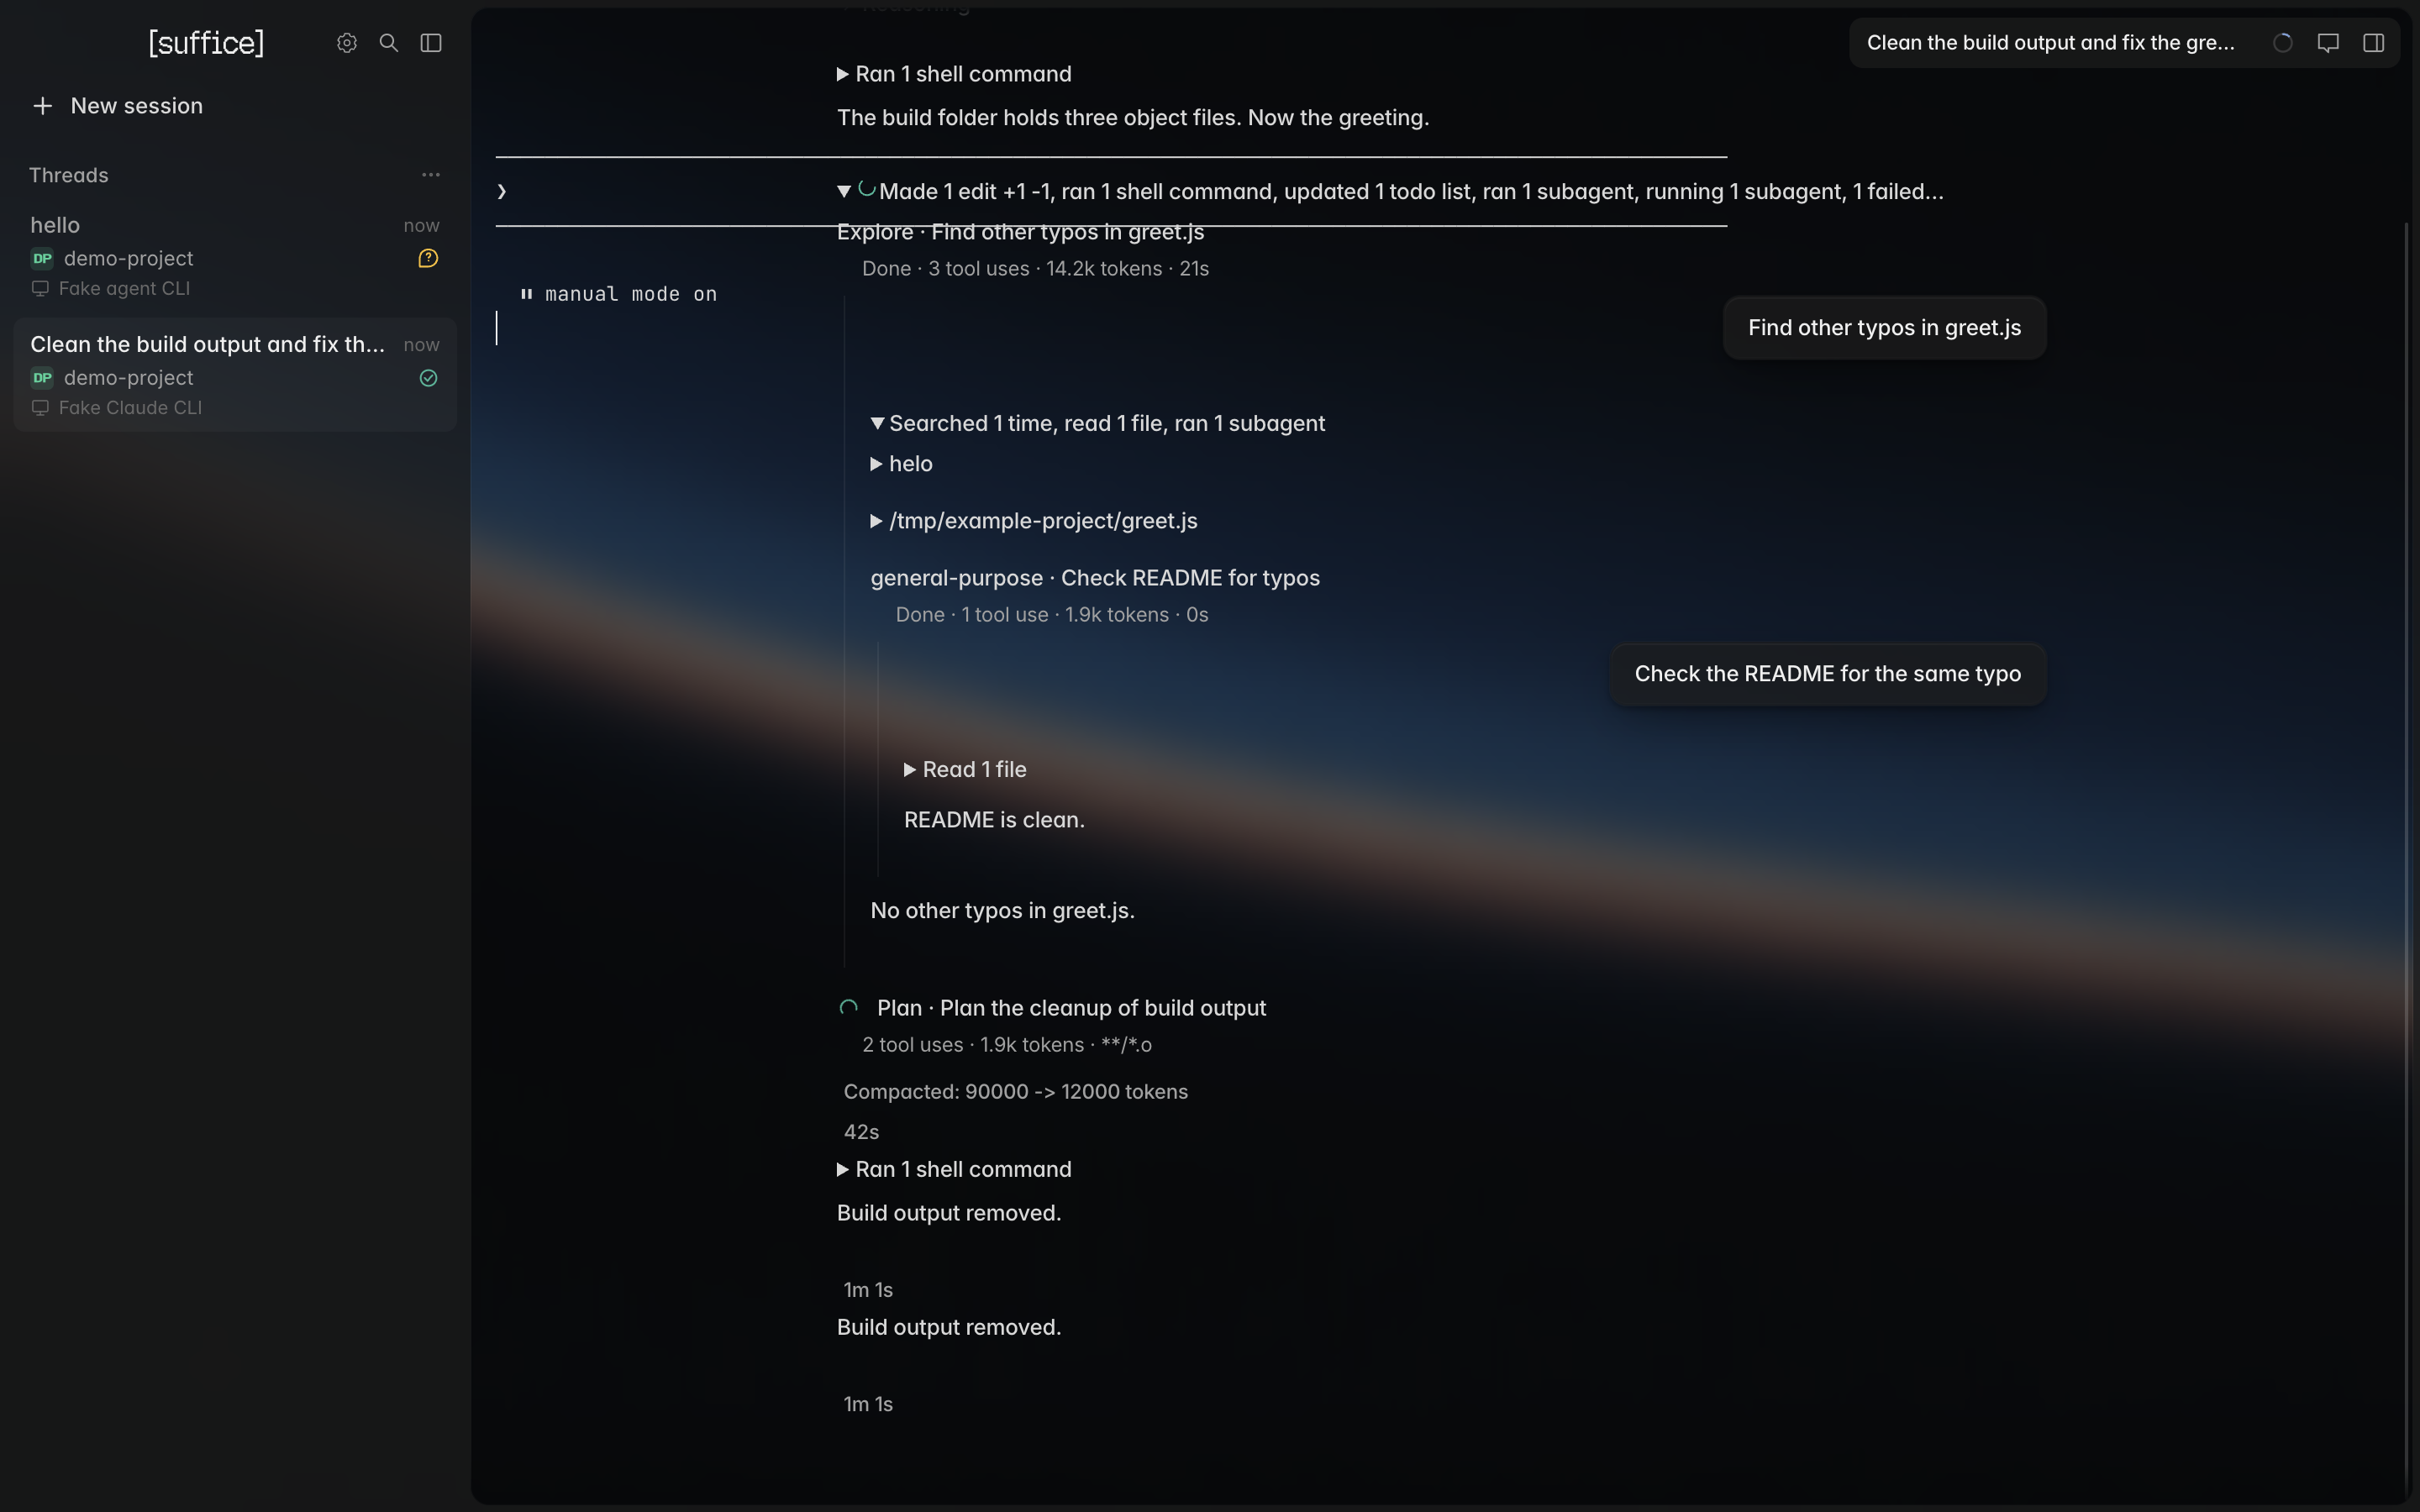 [suffice]
New session
Threads
hello now
DP demo-project
Fake agent CLI
Clean the build output and fix th... now
DP demo-project
Fake Claude CLI
Clean the build output and fix the gre...
Reasoning
Ran 1 shell command
The build folder holds three object files. Now the greeting.
❯
Made 1 edit +1 -1, ran 1 shell command, updated 1 todo list, ran 1 subagent, running 1 subagent, 1 failed...
Explore · Find other typos in greet.js
Done · 3 tool uses · 14.2k tokens · 21s
⏸ manual mode on
Find other typos in greet.js
Searched 1 time, read 1 file, ran 1 subagent
helo
/tmp/example-project/greet.js
general-purpose · Check README for typos
Done · 1 tool use · 1.9k tokens · 0s
Check the README for the same typo
Read 1 file
README is clean.
No other typos in greet.js.
Plan · Plan the cleanup of build output
2 tool uses · 1.9k tokens · **/*.o
Compacted: 90000 -> 12000 tokens
42s
Ran 1 shell command
Build output removed.
1m 1s
Build output removed.
1m 1s